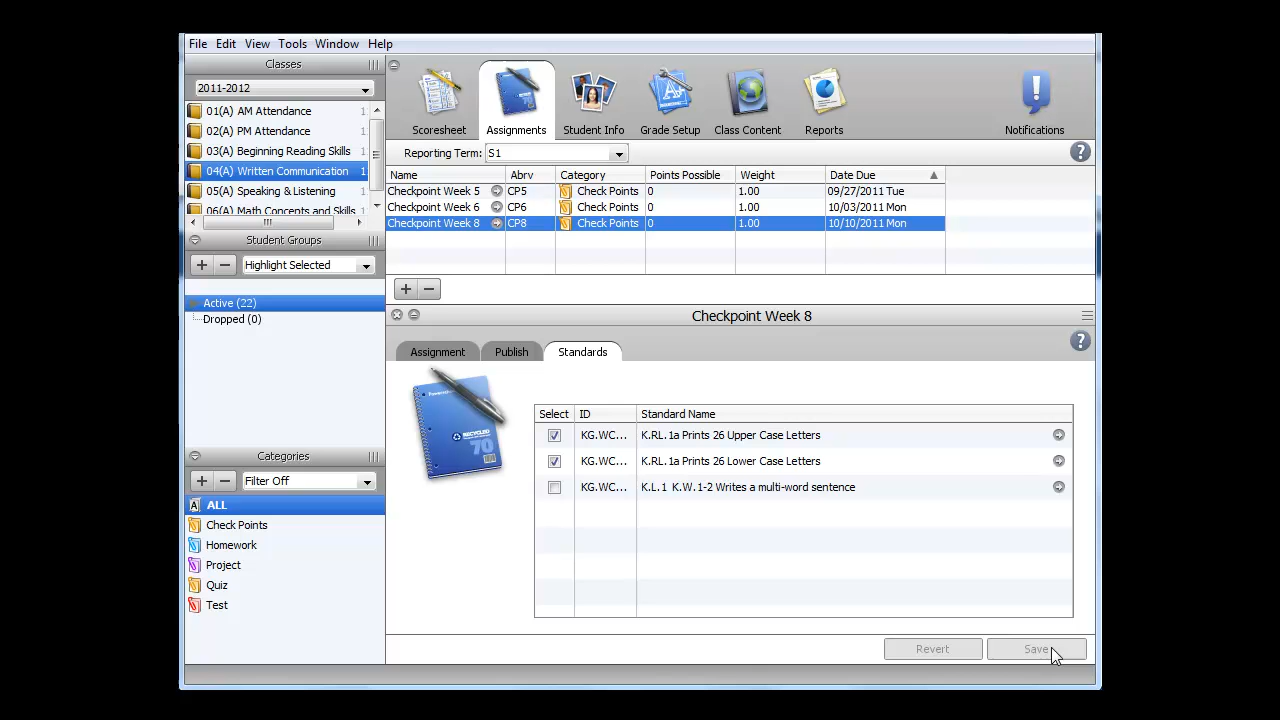 File Edit View Tools Window Help
Classes
2011-2012
01(A) AM Attendance
02(A) PM Attendance
03(A) Beginning Reading Skills
04(A) Written Communication
05(A) Speaking & Listening
06(A) Math Concepts and Skills
Student Groups
Highlight Selected
Active (22)
Dropped (0)
Categories
Filter Off
ALL
Check Points
Homework
Project
Quiz
Test
Scoresheet Assignments Student Info Grade Setup Class Content Reports Notifications
Reporting Term: S1
Name Abrv Category Points Possible Weight Date Due
Checkpoint Week 5 CP5 Check Points 0 1.00 09/27/2011 Tue
Checkpoint Week 6 CP6 Check Points 0 1.00 10/03/2011 Mon
Checkpoint Week 8 CP8 Check Points 0 1.00 10/10/2011 Mon
Checkpoint Week 8
Assignment Publish Standards
RECYCLED
70
Select ID Standard Name
KG.WC... K.RL.1a Prints 26 Upper Case Letters
KG.WC... K.RL.1a Prints 26 Lower Case Letters
KG.WC... K.L.1 K.W.1-2 Writes a multi-word sentence
Revert Save